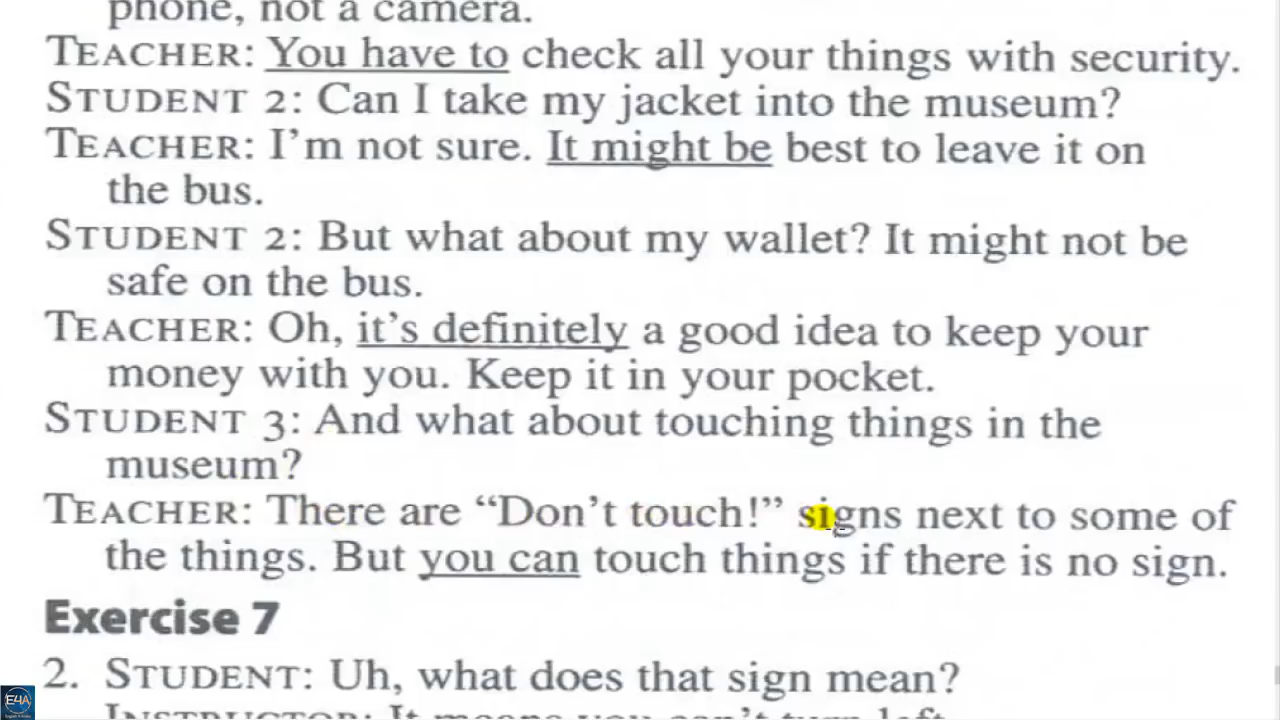 phone, not a camera.
TEACHER: You have to check all your things with security.
STUDENT 2: Can I take my jacket into the museum?
TEACHER: I'm not sure. It might be best to leave it on
the bus.
STUDENT 2: But what about my wallet? It might not be
safe on the bus.
TEACHER: Oh, it's definitely a good idea to keep your
money with you. Keep it in your pocket.
STUDENT 3: And what about touching things in the
museum?
TEACHER: There are “Don't touch!” signs next to some of
the things. But you can touch things if there is no sign.
Exercise 7
2. STUDENT: Uh, what does that sign mean?
INSTRUCTOR: It means you can't turn left
E4A